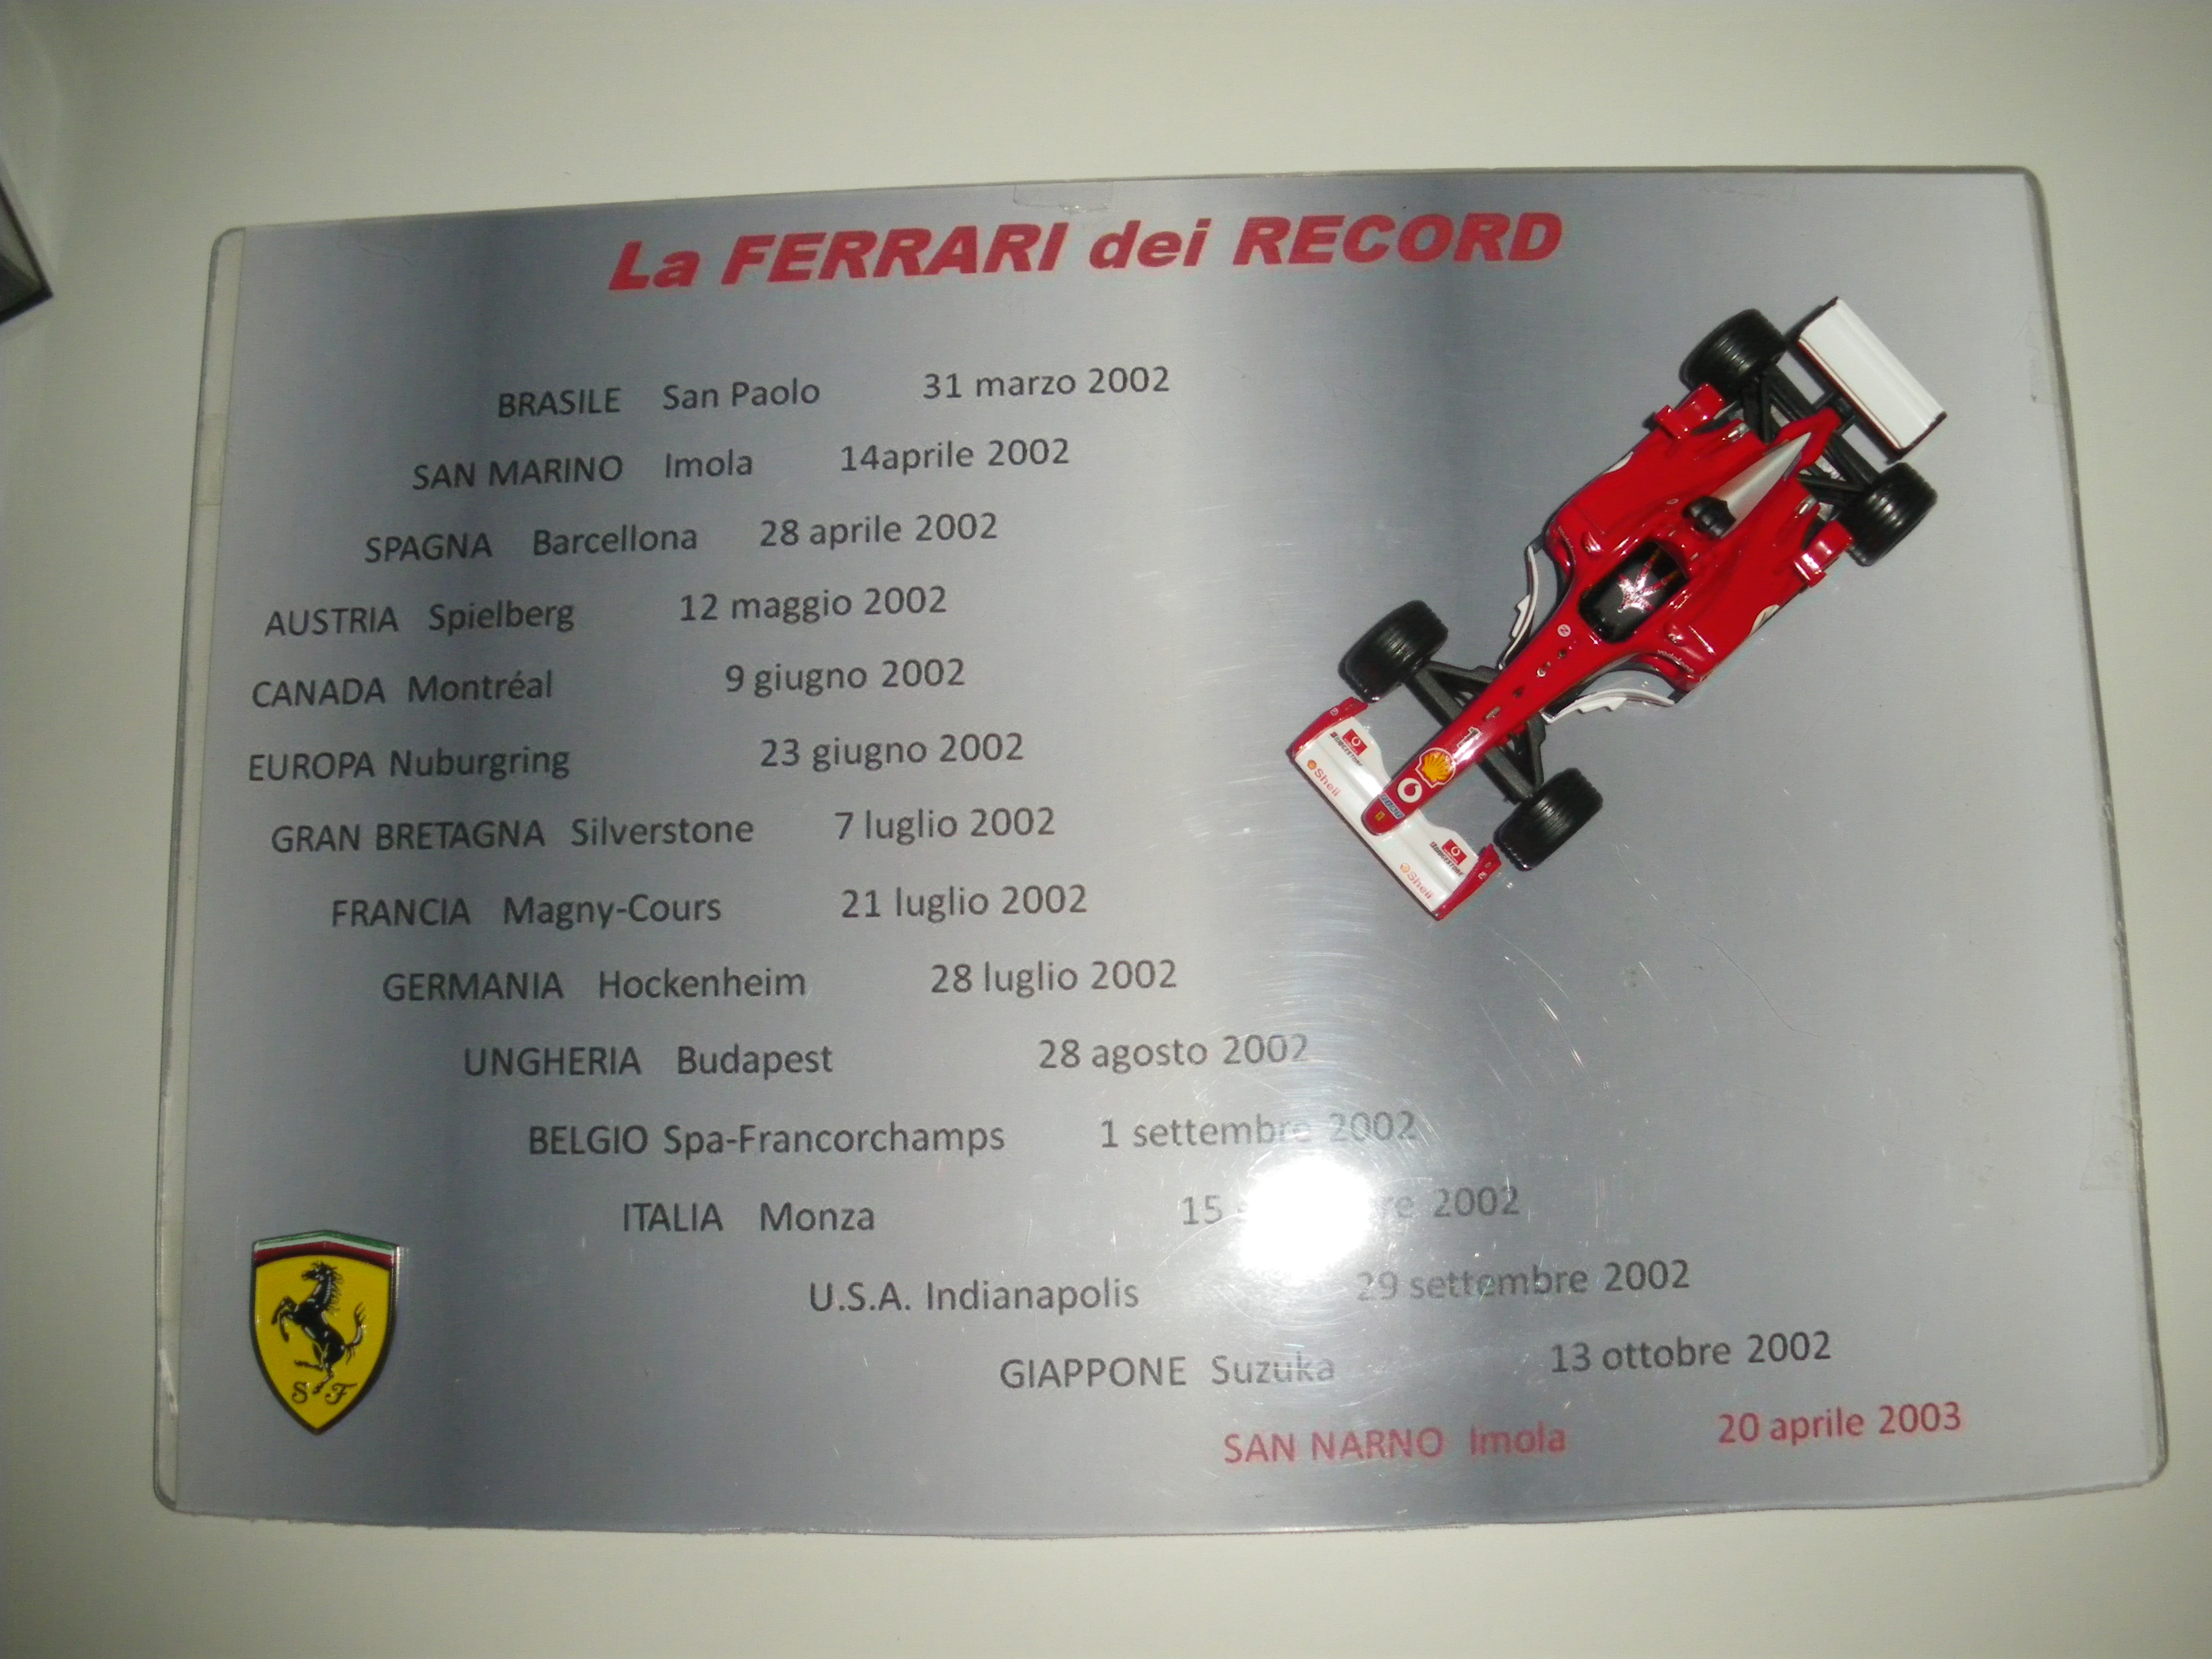 La FERRARI dei RECORD
BRASILE San Paolo 31 marzo 2002
SAN MARINO Imola 14aprile 2002
SPAGNA Barcellona 28 aprile 2002
AUSTRIA Spielberg 12 maggio 2002
CANADA Montréal 9 giugno 2002
EUROPA Nuburgring 23 giugno 2002
GRAN BRETAGNA Silverstone 7 luglio 2002
FRANCIA Magny-Cours 21 luglio 2002
GERMANIA Hockenheim 28 luglio 2002
UNGHERIA Budapest 28 agosto 2002
BELGIO Spa-Francorchamps 1 settembre 2002
ITALIA Monza 15 2002
U.S.A. Indianapolis 29 settembre 2002
GIAPPONE Suzuka 13 ottobre 2002
SAN NARNO Imola 20 aprile 2003
S F
Shell
Shell
1